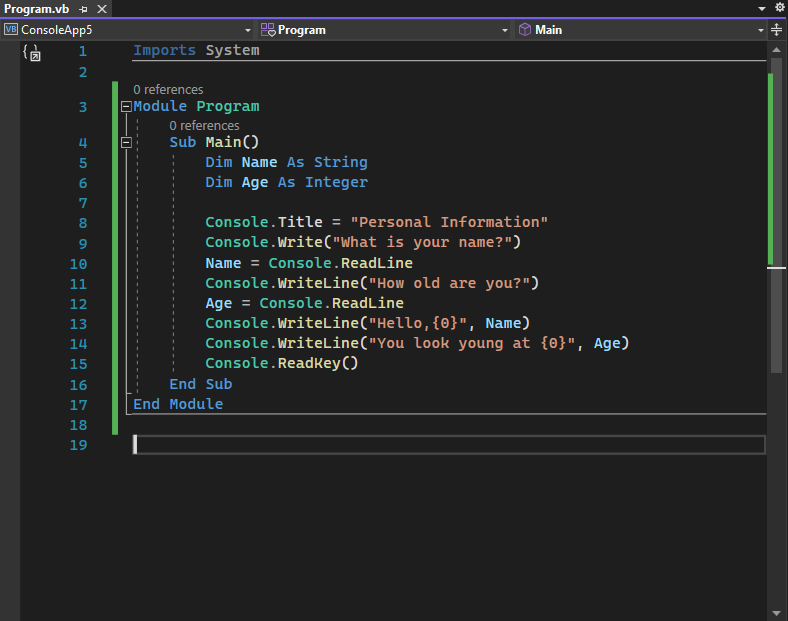 Program.vb
VB ConsoleApp5 Program Main
1 Imports System
2
0 references
3 Module Program
0 references
4 Sub Main()
5 Dim Name As String
6 Dim Age As Integer
7
8 Console.Title = "Personal Information"
9 Console.Write("What is your name?")
10 Name = Console.ReadLine
11 Console.WriteLine("How old are you?")
12 Age = Console.ReadLine
13 Console.WriteLine("Hello,{0}", Name)
14 Console.WriteLine("You look young at {0}", Age)
15 Console.ReadKey()
16 End Sub
17 End Module
18
19